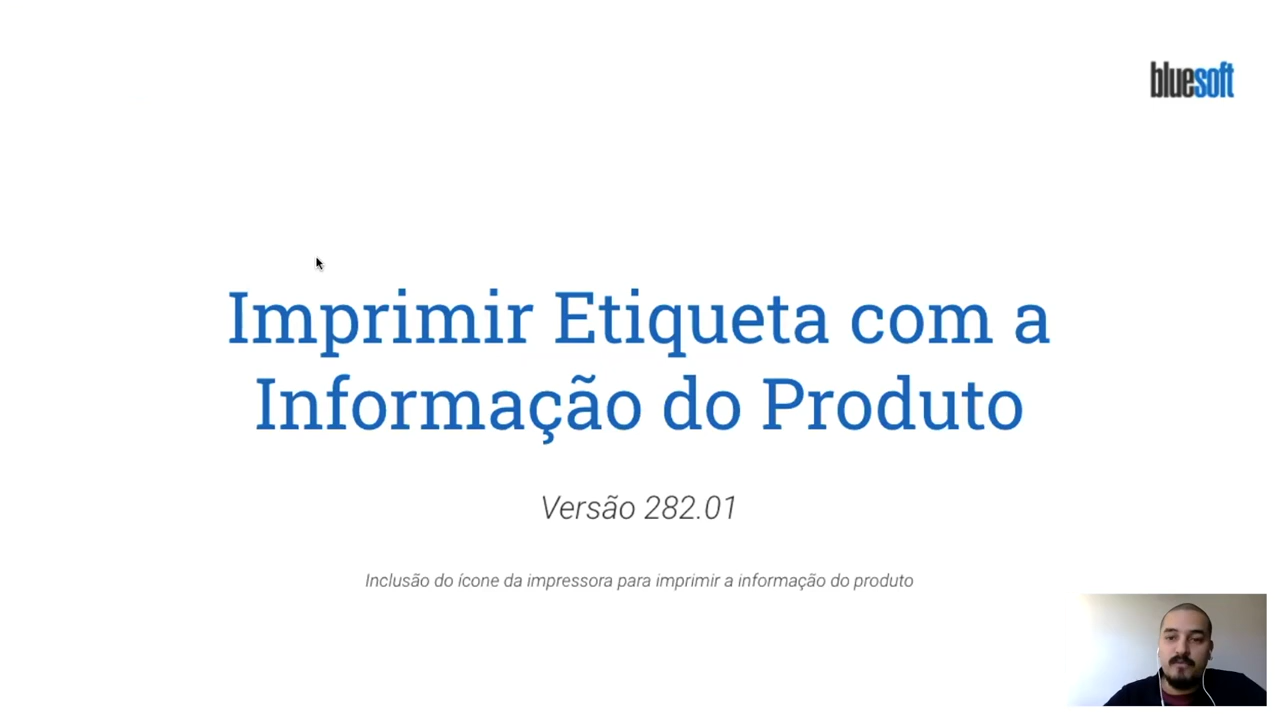 bluesoft
Imprimir Etiqueta com a
Informação do Produto
Versão 282.01
Inclusão do ícone da impressora para imprimir a informação do produto